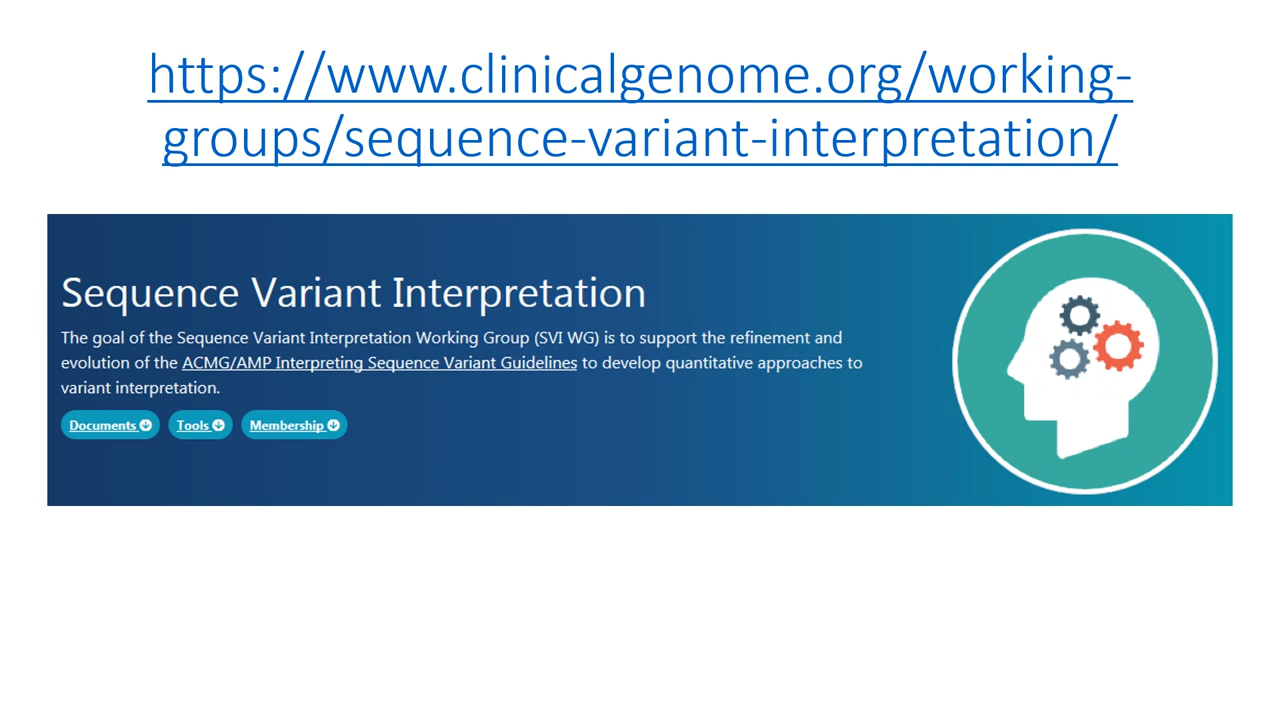 https://www.clinicalgenome.org/working-
groups/sequence-variant-interpretation/
Sequence Variant Interpretation
The goal of the Sequence Variant Interpretation Working Group (SVI WG) is to support the refinement and
evolution of the ACMG/AMP Interpreting Sequence Variant Guidelines to develop quantitative approaches to
variant interpretation.
Documents Tools Membership